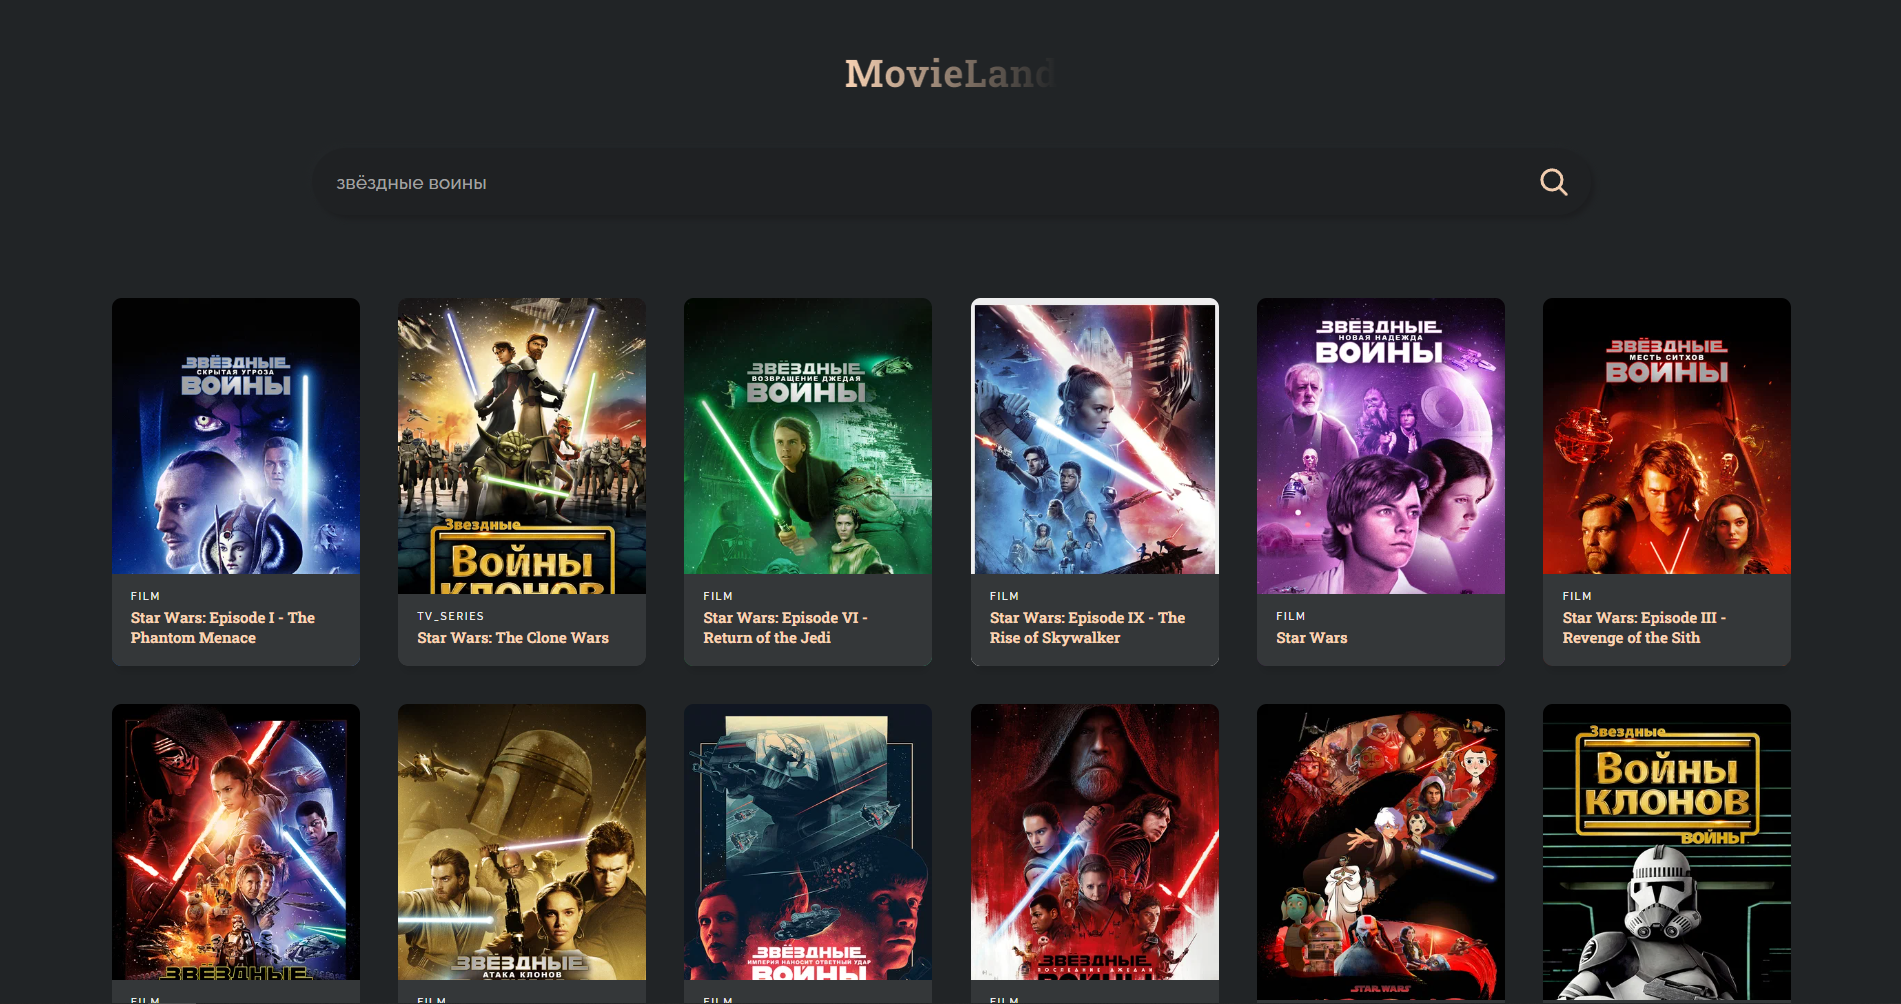 MovieLand
звёздные воины
ЗВЁЗДНЫЕ
СКРЫТАЯ УГРОЗА
ВОЙНЫ
Звездные
Войны
КЛОНОВ
ЗВЁЗДНЫЕ
ВОЗВРАЩЕНИЕ ДЖЕДАЯ
ВОЙНЫ
ЗВЁЗДНЫЕ
НОВАЯ НАДЕЖДА
ВОЙНЫ
ЗВЁЗДНЫЕ
МЕСТЬ СИТХОВ
ВОЙНЫ
FILM
Star Wars: Episode I - The
Phantom Menace
TV_SERIES
Star Wars: The Clone Wars
FILM
Star Wars: Episode VI -
Return of the Jedi
FILM
Star Wars: Episode IX - The
Rise of Skywalker
FILM
Star Wars
FILM
Star Wars: Episode III -
Revenge of the Sith
ЗВЁЗДНЫЕ
ЗВЁЗДНЫЕ
АТАКА КЛОНОВ
ЗВЁЗДНЫЕ
ИМПЕРИЯ НАНОСИТ ОТВЕТНЫЙ УДАР
ВОЙНЫ
ЗВЁЗДНЫЕ
ПОСЛЕДНИЕ ДЖЕДАИ
ВОЙНЫ
STAR WARS
Звездные
Войны
КЛОНОВ
ВОЙНЫ
FILM
FILM
FILM
FILM